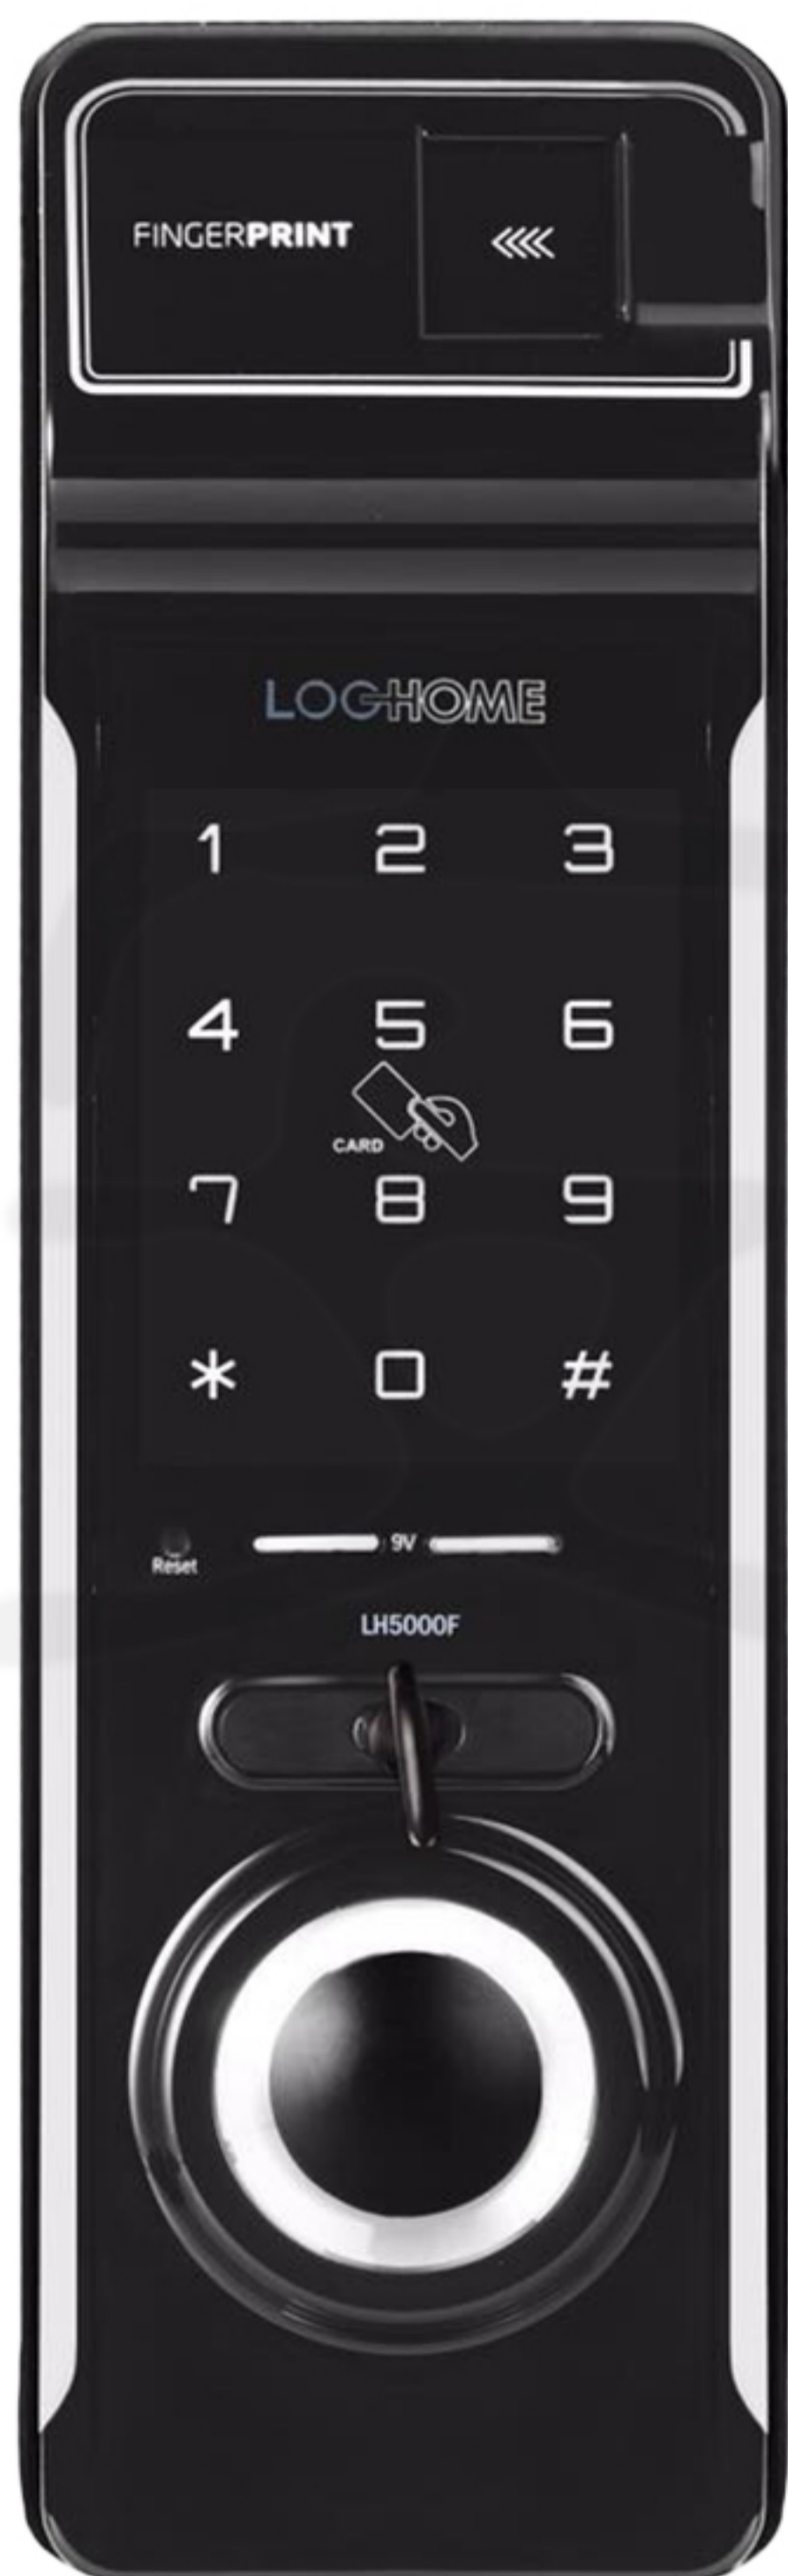 FINGERPRINT
LOGHOME
1 2 3
4 5 6
CARD
7 8 9
* 0 #
9V
Reset
LH5000F